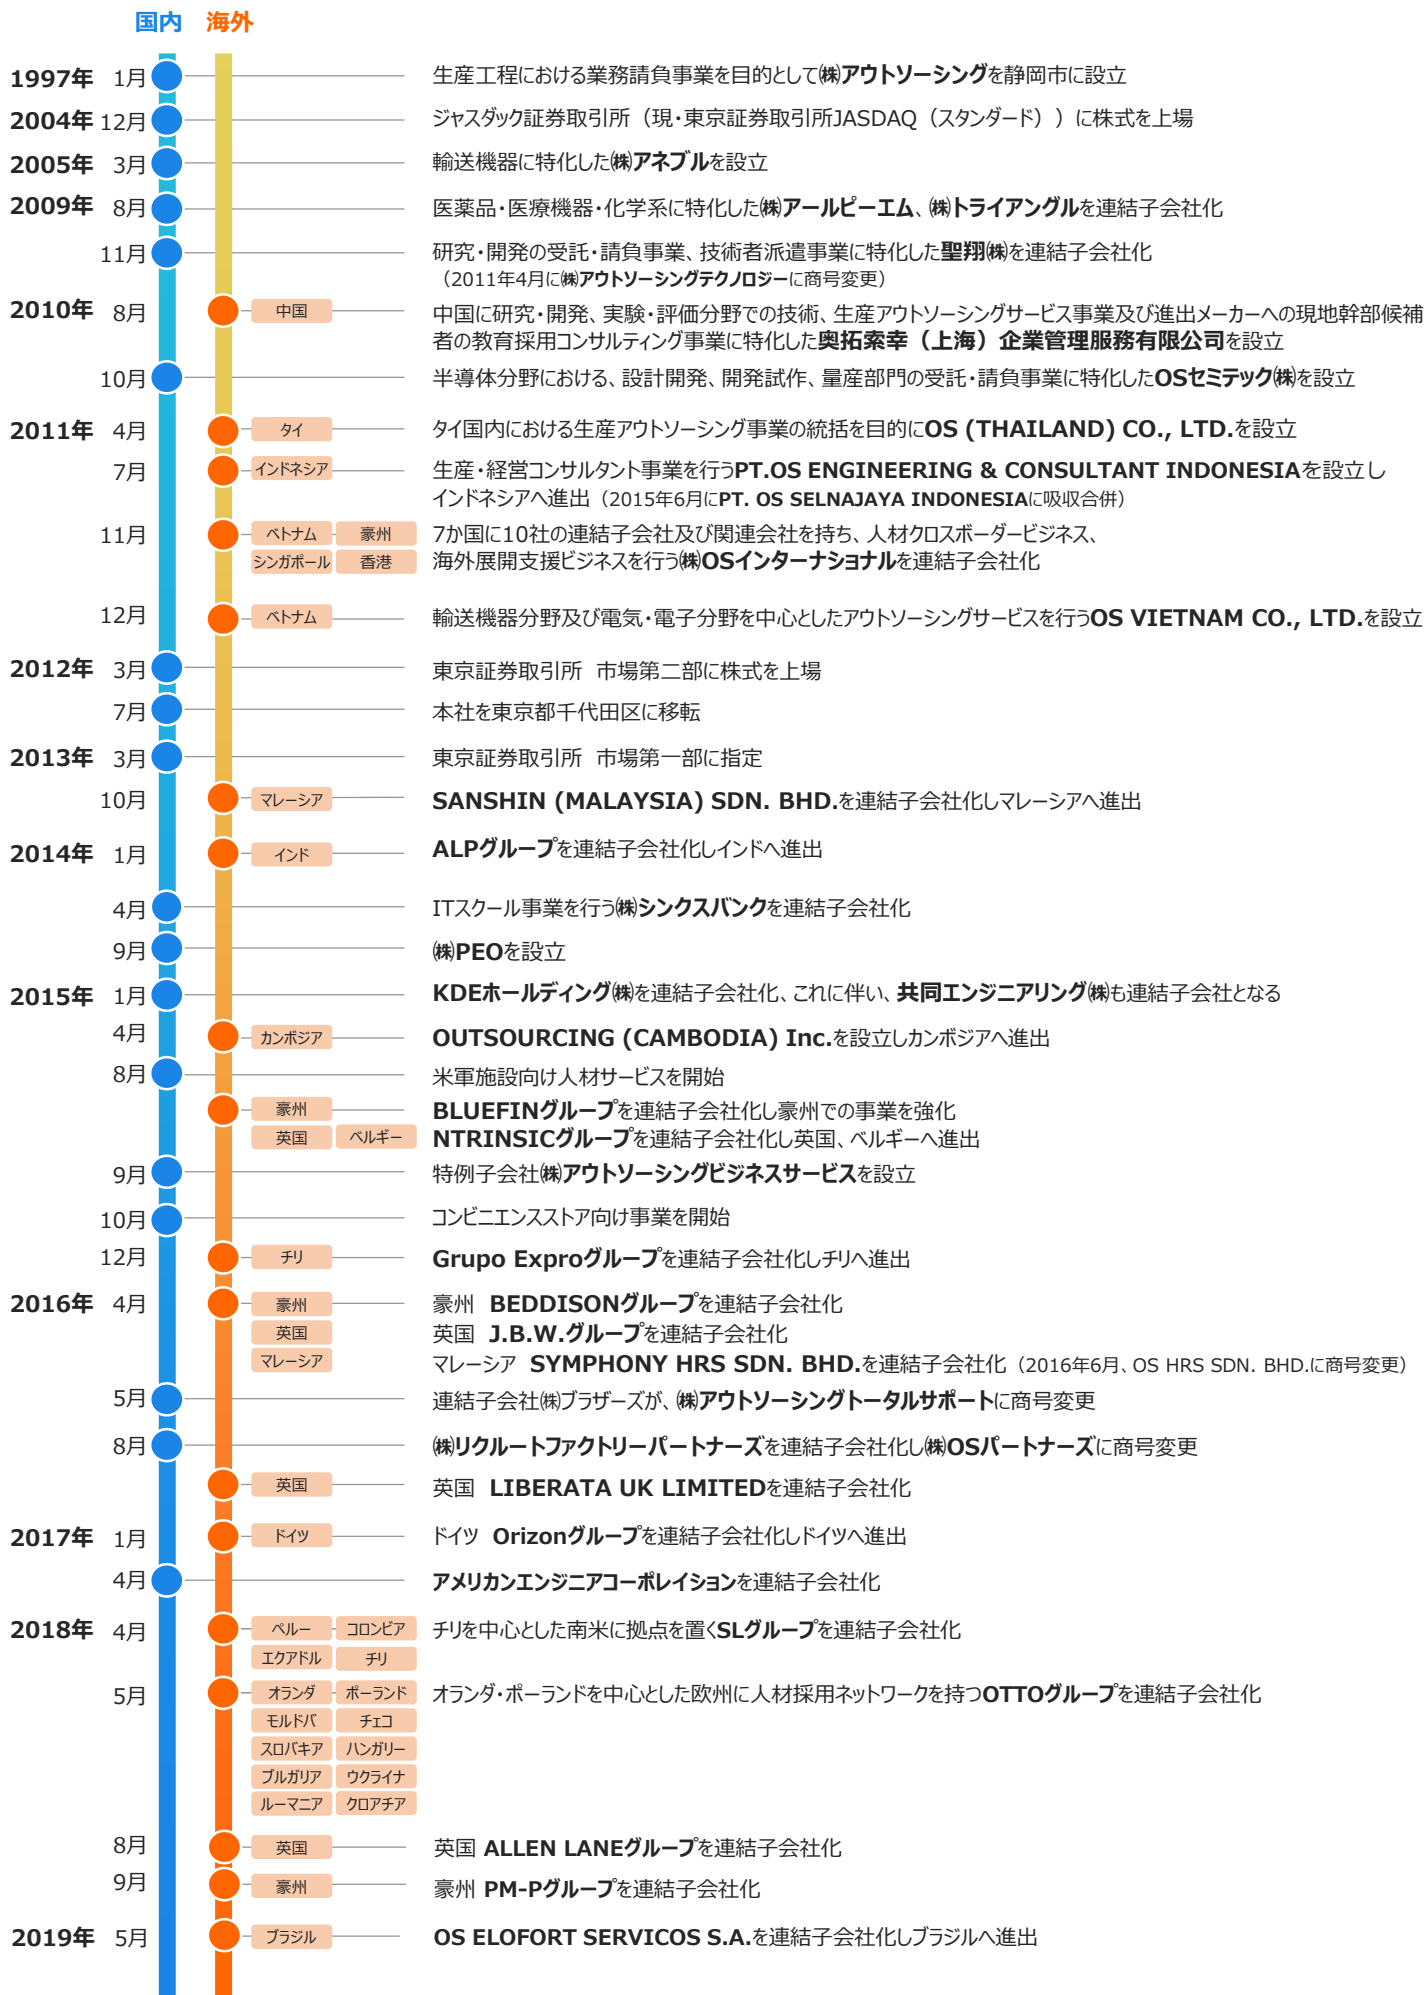 国内 海外
1997年 1月 生産工程における業務請負事業を目的として㈱アウトソーシングを静岡市に設立
2004年 12月 ジャスダック証券取引所（現・東京証券取引所JASDAQ（スタンダード））に株式を上場
2005年 3月 輸送機器に特化した㈱アネブルを設立
2009年 8月 医薬品・医療機器・化学系に特化した㈱アールピーエム、㈱トライアングルを連結子会社化
11月 研究・開発の受託・請負事業、技術者派遣事業に特化した聖翔㈱を連結子会社化
（2011年4月に㈱アウトソーシングテクノロジーに商号変更）
2010年 8月 中国 中国に研究・開発、実験・評価分野での技術、生産アウトソーシングサービス事業及び進出メーカーへの現地幹部候補
者の教育採用コンサルティング事業に特化した奥拓索幸（上海）企業管理服務有限公司を設立
10月 半導体分野における、設計開発、開発試作、量産部門の受託・請負事業に特化したOSセミテック㈱を設立
2011年 4月 タイ タイ国内における生産アウトソーシング事業の統括を目的にOS (THAILAND) CO., LTD.を設立
7月 インドネシア 生産・経営コンサルタント事業を行うPT.OS ENGINEERING & CONSULTANT INDONESIAを設立し
インドネシアへ進出（2015年6月にPT. OS SELNAJAYA INDONESIAに吸収合併）
11月 ベトナム 豪州 7か国に10社の連結子会社及び関連会社を持ち、人材クロスボーダービジネス、
シンガポール 香港 海外展開支援ビジネスを行う㈱OSインターナショナルを連結子会社化
12月 ベトナム 輸送機器分野及び電気・電子分野を中心としたアウトソーシングサービスを行うOS VIETNAM CO., LTD.を設立
2012年 3月 東京証券取引所 市場第二部に株式を上場
7月 本社を東京都千代田区に移転
2013年 3月 東京証券取引所 市場第一部に指定
10月 マレーシア SANSHIN (MALAYSIA) SDN. BHD.を連結子会社化しマレーシアへ進出
2014年 1月 インド ALPグループを連結子会社化しインドへ進出
4月 ITスクール事業を行う㈱シンクスバンクを連結子会社化
9月 ㈱PEOを設立
2015年 1月 KDEホールディング㈱を連結子会社化、これに伴い、共同エンジニアリング㈱も連結子会社となる
4月 カンボジア OUTSOURCING (CAMBODIA) Inc.を設立しカンボジアへ進出
8月 米軍施設向け人材サービスを開始
豪州 BLUEFINグループを連結子会社化し豪州での事業を強化
英国 ベルギー NTRINSICグループを連結子会社化し英国、ベルギーへ進出
9月 特例子会社㈱アウトソーシングビジネスサービスを設立
10月 コンビニエンスストア向け事業を開始
12月 チリ Grupo Exproグループを連結子会社化しチリへ進出
2016年 4月 豪州 豪州 BEDDISONグループを連結子会社化
英国 英国 J.B.W.グループを連結子会社化
マレーシア マレーシア SYMPHONY HRS SDN. BHD.を連結子会社化（2016年6月、OS HRS SDN. BHD.に商号変更）
5月 連結子会社㈱ブラザーズが、㈱アウトソーシングトータルサポートに商号変更
8月 ㈱リクルートファクトリーパートナーズを連結子会社化し㈱OSパートナーズに商号変更
英国 英国 LIBERATA UK LIMITEDを連結子会社化
2017年 1月 ドイツ ドイツ Orizonグループを連結子会社化しドイツへ進出
4月 アメリカンエンジニアコーポレイションを連結子会社化
2018年 4月 ペルー コロンビア チリを中心とした南米に拠点を置くSLグループを連結子会社化
エクアドル チリ
5月 オランダ ポーランド オランダ・ポーランドを中心とした欧州に人材採用ネットワークを持つOTTOグループを連結子会社化
モルドバ チェコ
スロバキア ハンガリー
ブルガリア ウクライナ
ルーマニア クロアチア
8月 英国 英国 ALLEN LANEグループを連結子会社化
9月 豪州 豪州 PM-Pグループを連結子会社化
2019年 5月 ブラジル OS ELOFORT SERVICOS S.A.を連結子会社化しブラジルへ進出